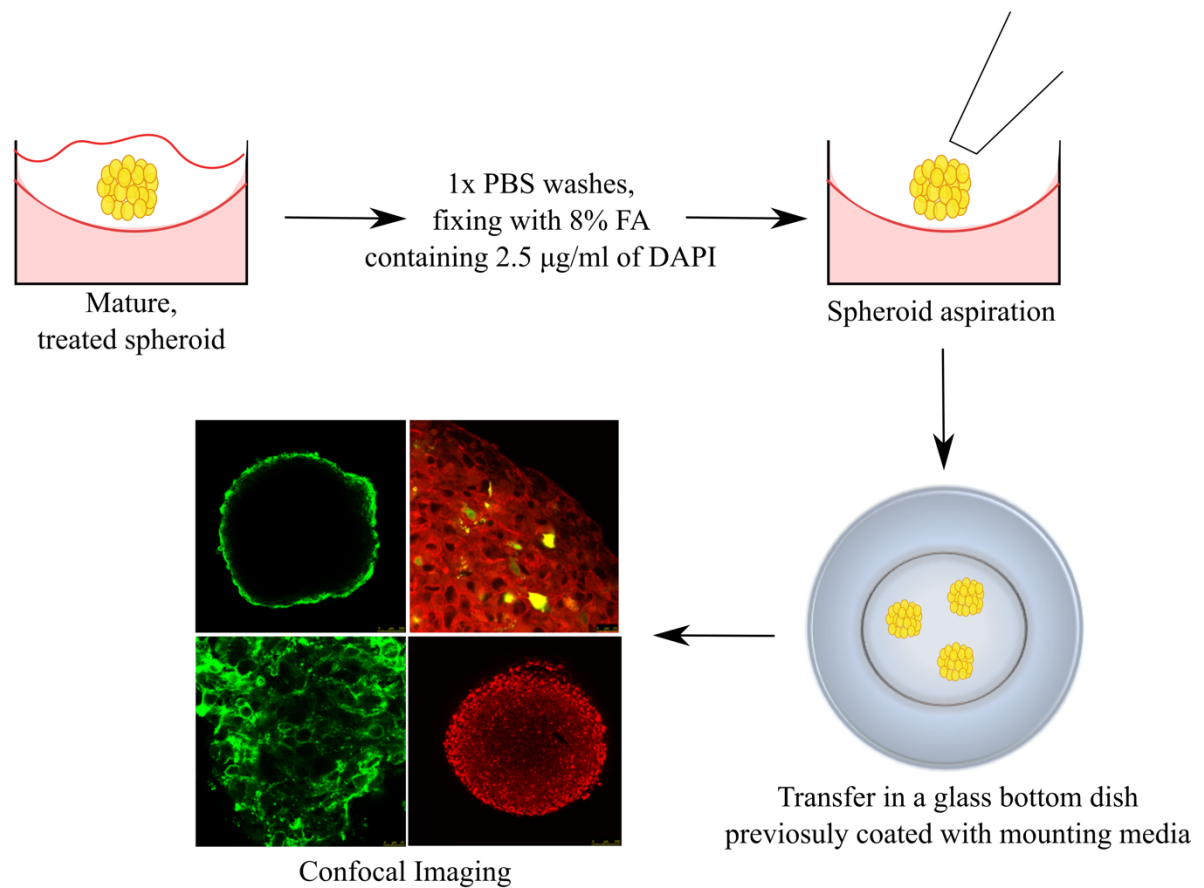 Mature,
treated spheroid
1x PBS washes,
fixing with 8% FA
containing 2.5 μg/ml of DAPI
Spheroid aspiration
Transfer in a glass bottom dish
previosuly coated with mounting media
Confocal Imaging